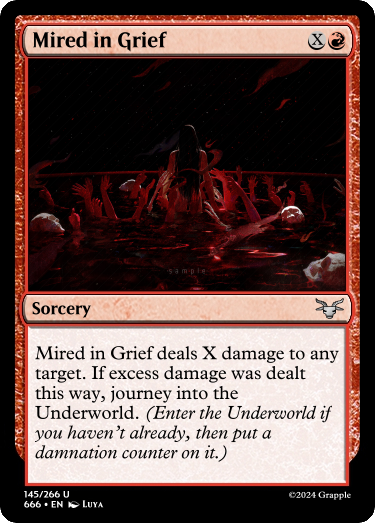 Mired in Grief X
sample
Sorcery
Mired in Grief deals X damage to any
target. If excess damage was dealt
this way, journey into the
Underworld. (Enter the Underworld if
you haven't already, then put a
damnation counter on it.)
145/266 U
666 • EN Luya
©2024 Grapple